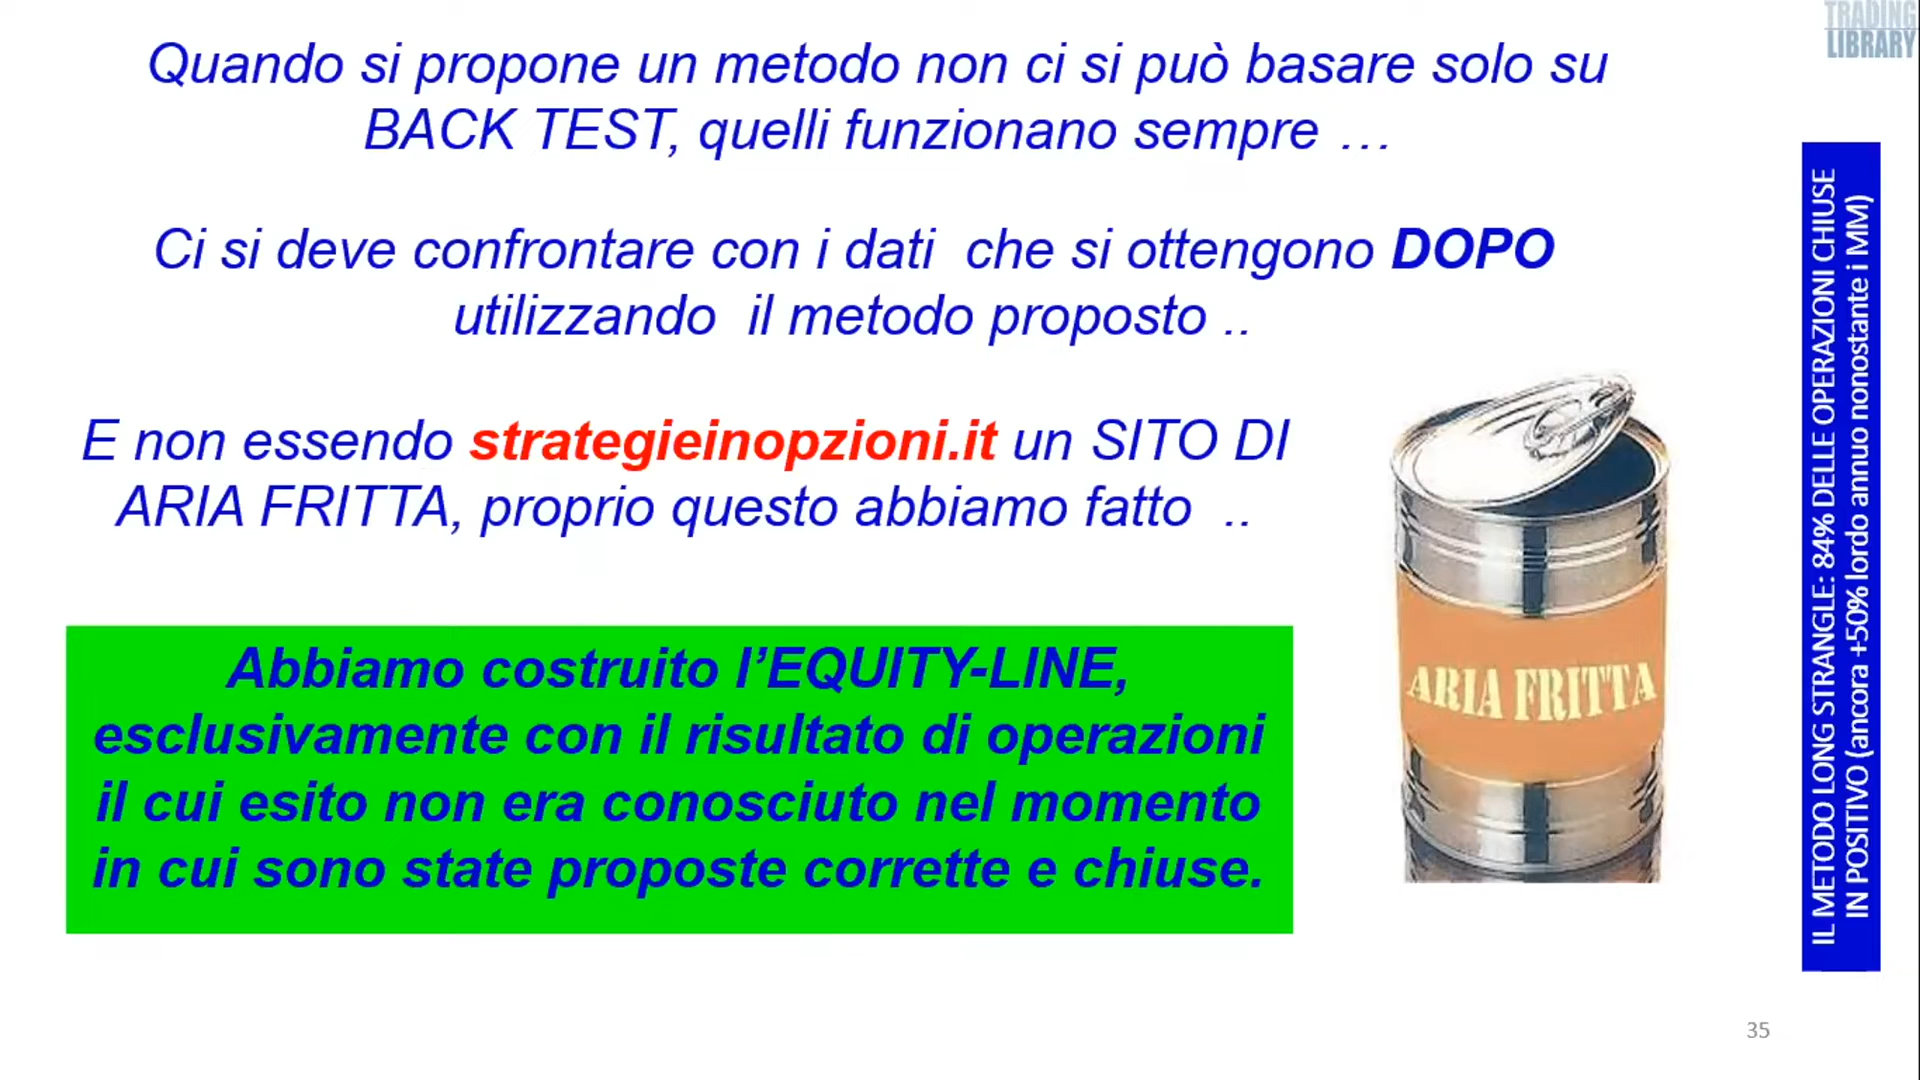 TRADING
LIBRARY
Quando si propone un metodo non ci si può basare solo su
BACK TEST, quelli funzionano sempre …
Ci si deve confrontare con i dati  che si ottengono DOPO
utilizzando  il metodo proposto ..
E non essendo strategieinopzioni.it un SITO DI
ARIA FRITTA, proprio questo abbiamo fatto  ..
Abbiamo costruito l’EQUITY-LINE,
esclusivamente con il risultato di operazioni
il cui esito non era conosciuto nel momento
in cui sono state proposte corrette e chiuse.
ARIA FRITTA
IL METODO LONG STRANGLE: 84% DELLE OPERAZIONI CHIUSE
IN POSITIVO (ancora +50% lordo annuo nonostante i MM)
35